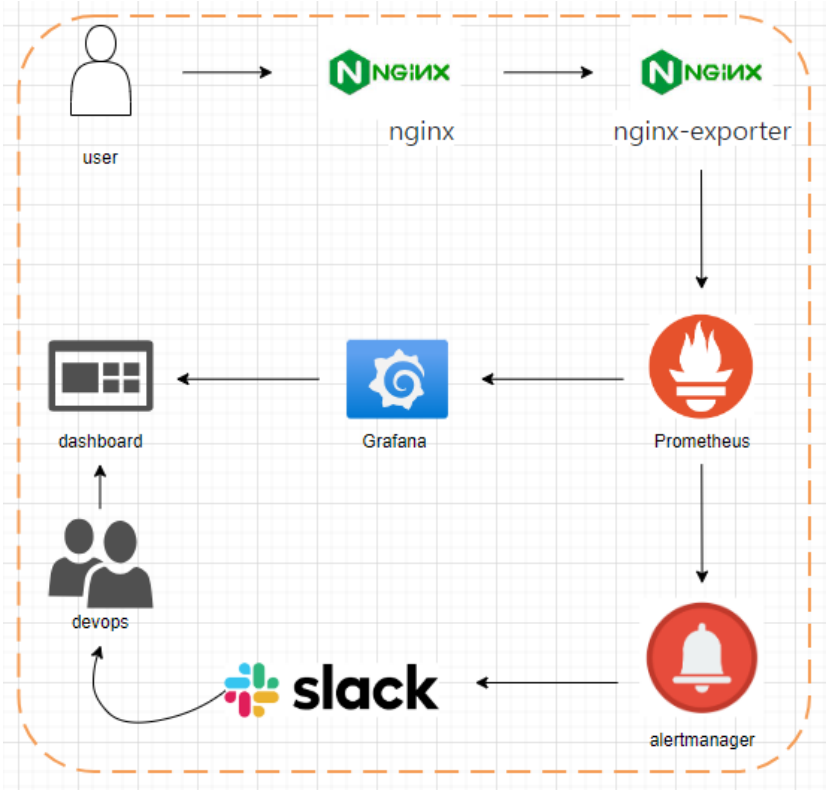 NGINX
NGINX
nginx
nginx-exporter
user
dashboard
Grafana
Prometheus
devops
slack
alertmanager